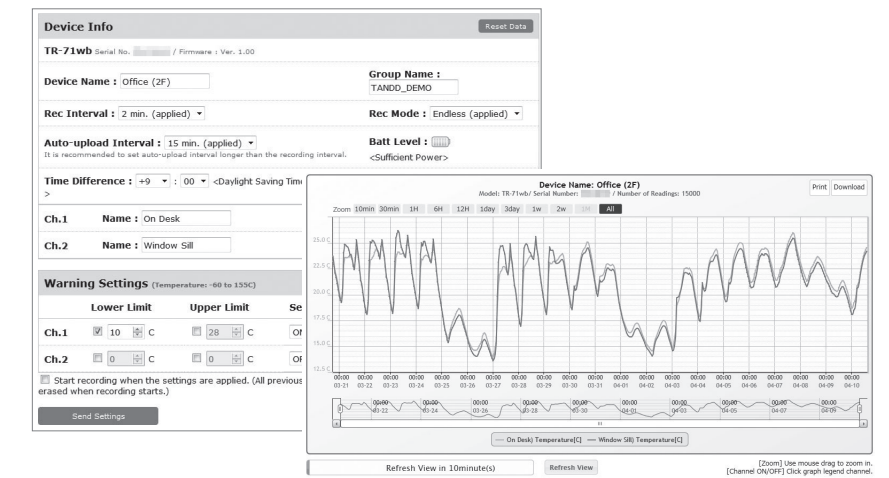 Device Info
Reset Data
TR-71wb Serial No. / Firmware : Ver. 1.00
Device Name : Office (2F)
Group Name :
TANDD_DEMO
Rec Interval : 2 min. (applied)
Rec Mode : Endless (applied)
Auto-upload Interval : 15 min. (applied)
It is recommended to set auto-upload interval longer than the recording interval.
Batt Level :
<Sufficient Power>
Time Difference : +9 : 00 <Daylight Saving Time
>
Ch.1 Name : On Desk
Ch.2 Name : Window Sill
Warning Settings (Temperature: -60 to 155C)
Lower Limit Upper Limit Se
Ch.1 10 C 28 C ON
Ch.2 0 C 0 C OF
Start recording when the settings are applied. (All previous
erased when recording starts.)
Send Settings
Device Name: Office (2F)
Model: TR-71wb/ Serial Number: / Number of Readings: 15000
Print Download
Zoom 10min 30min 1H 6H 12H 1day 3day 1w 2w 1M All
25.0 C
22.5 C
20.0 C
17.5 C
15.0 C
12.5 C
00:00 00:00 00:00 00:00 00:00 00:00 00:00 00:00 00:00 00:00 00:00 00:00 00:00 00:00 00:00 00:00 00:00 00:00 00:00 00:00 00:00
03-21 03-22 03-23 03-24 03-25 03-26 03-27 03-28 03-29 03-30 03-31 04-01 04-02 04-03 04-04 04-05 04-06 04-07 04-08 04-09 04-10
00:00 00:00 00:00 00:00 00:00 00:00 00:00 00:00 00:00 00:00
03-22 03-24 03-26 03-28 03-30 04-01 04-03 04-05 04-07 04-09
On Desk) Temperature[C] Window Sill) Temperature[C]
Refresh View in 10minute(s)
Refresh View
[Zoom] Use mouse drag to zoom in.
[Channel ON/OFF] Click graph legend channel.